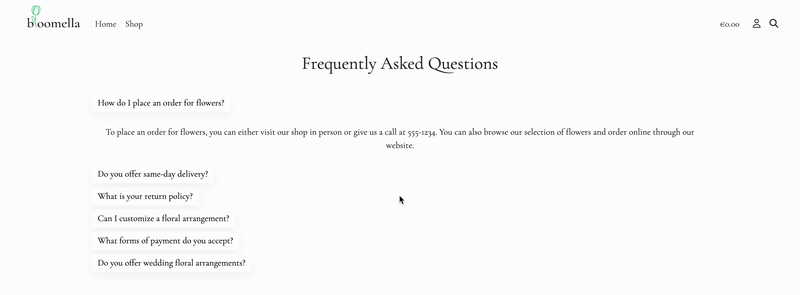 bloomella
Home Shop
€0.00
Frequently Asked Questions
How do I place an order for flowers?
To place an order for flowers, you can either visit our shop in person or give us a call at 555-1234. You can also browse our selection of flowers and order online through our
website.
Do you offer same-day delivery?
What is your return policy?
Can I customize a floral arrangement?
What forms of payment do you accept?
Do you offer wedding floral arrangements?